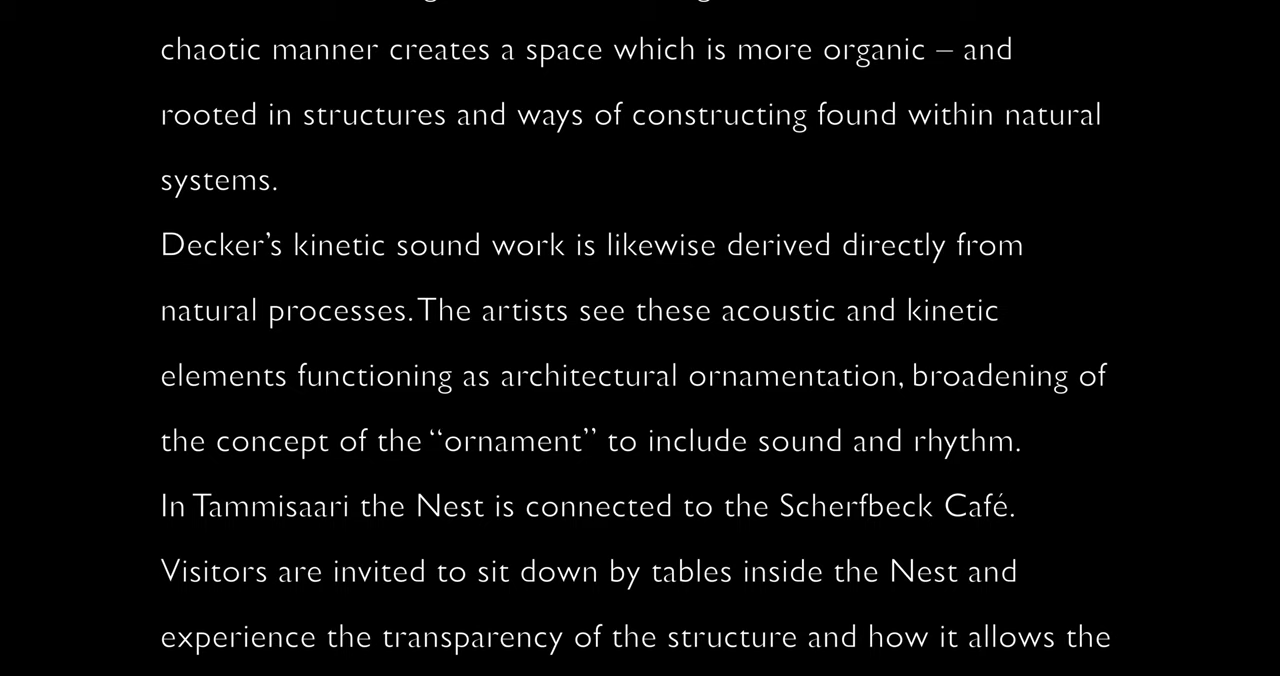 chaotic manner creates a space which is more organic – and
rooted in structures and ways of constructing found within natural
systems.
Decker’s kinetic sound work is likewise derived directly from
natural processes. The artists see these acoustic and kinetic
elements functioning as architectural ornamentation, broadening of
the concept of the “ornament” to include sound and rhythm.
In Tammisaari the Nest is connected to the Scherfbeck Café.
Visitors are invited to sit down by tables inside the Nest and
experience the transparency of the structure and how it allows the